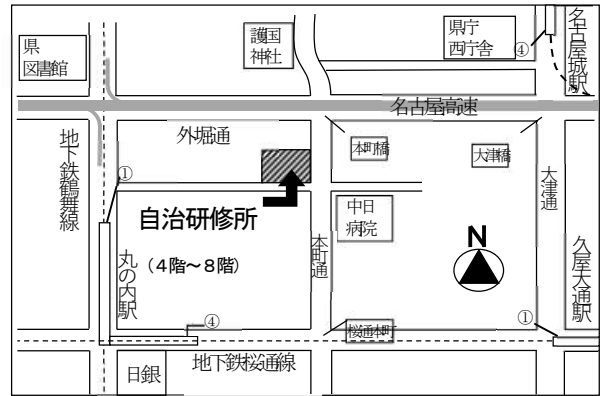 県
図書館
護国
神社
県庁
西庁舎
④
名古屋城駅
名古屋高速
外堀通
本町橋
大津橋
地下鉄鶴舞線
①
大津通
自治研修所
(4階～8階)
中日
病院
N
本町通
丸の内駅
久屋大通駅
④
桜通本町
①
日銀
地下鉄桜通線